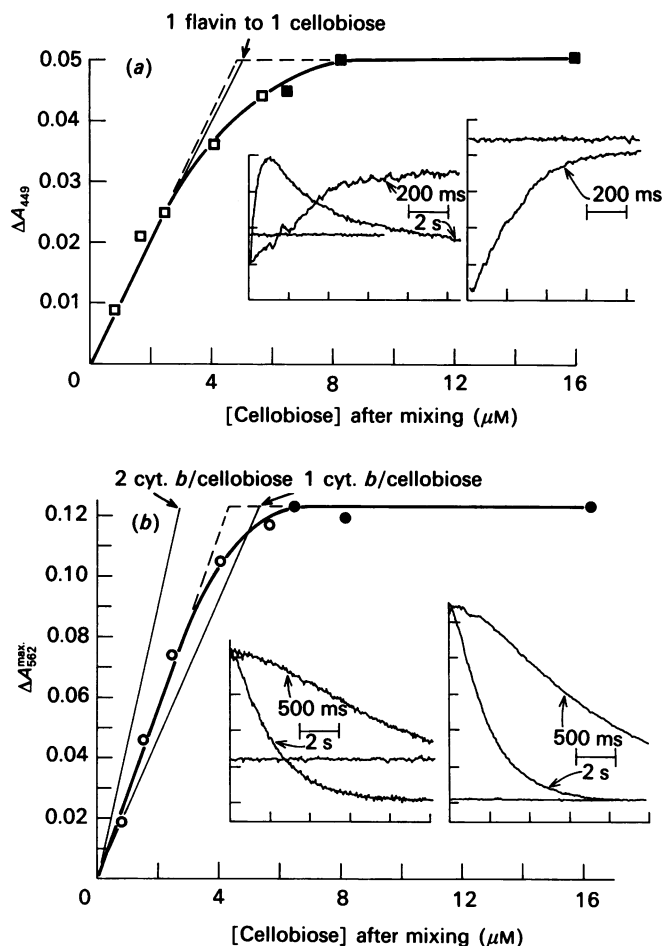 1 flavin to 1 cellobiose
0.05
(a)
0.04
ΔA₄₄₉
0.03
200 ms
200 ms
2 s
0.02
0.01
0
4
8
12
16
[Cellobiose] after mixing (μM)
2 cyt. b/cellobiose
1 cyt. b/cellobiose
0.12
(b)
0.10
0.08
ΔA₅₆₂^max.
0.06
500 ms
500 ms
2 s
2 s
0.04
0.02
0
0
4
8
12
16
[Cellobiose] after mixing (μM)